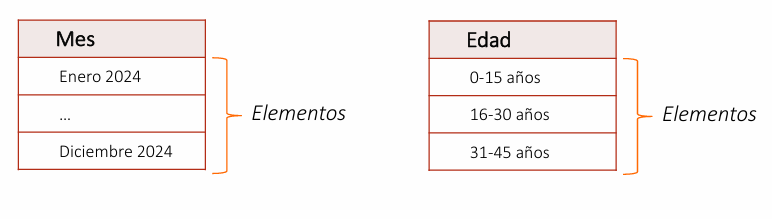 Mes
Enero 2024
...
Diciembre 2024
Elementos
Edad
0-15 años
16-30 años
31-45 años
Elementos